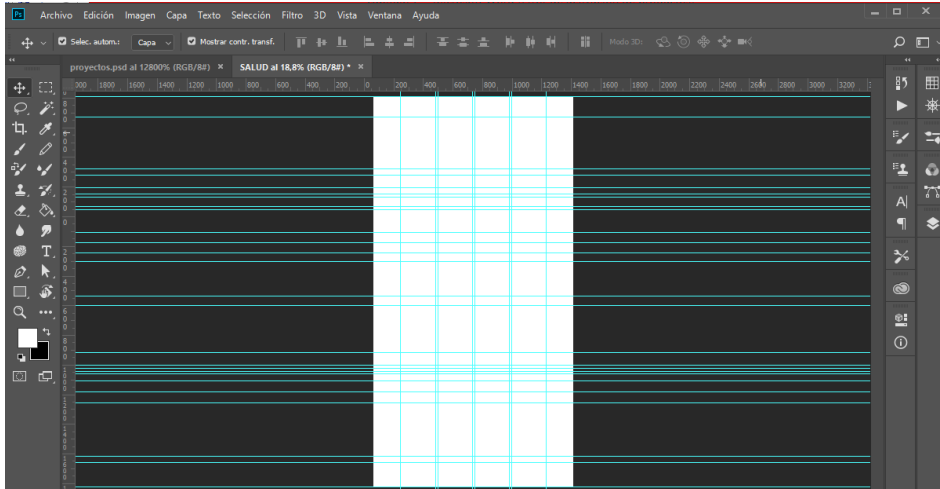 Ps Archivo Edición Imagen Capa Texto Selección Filtro 3D Vista Ventana Ayuda
Selec. autom.: Capa Mostrar contr. transf. Modo 3D:
proyectos.psd al 12800% (RGB/8#) × SALUD al 18,8% (RGB/8#) * ×
000 1800 1600 1400 1200 1000 800 600 400 200 0 200 400 600 800 1000 1200 1400 1600 1800 2000 2200 2400 2600 2800 3000 3200